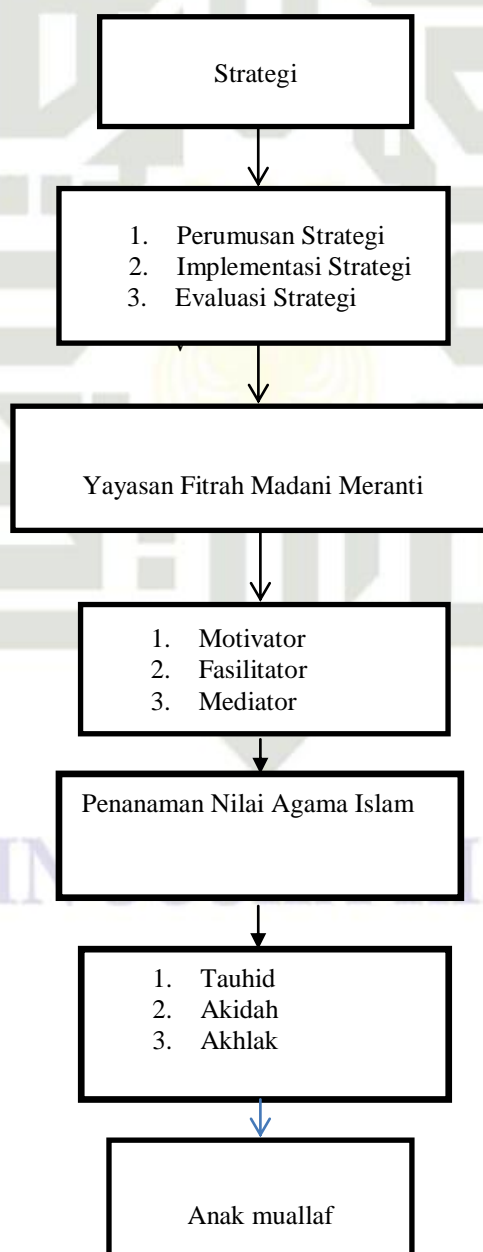 Strategi
1. Perumusan Strategi
2. Implementasi Strategi
3. Evaluasi Strategi
Yayasan Fitrah Madani Meranti
1. Motivator
2. Fasilitator
3. Mediator
Penanaman Nilai Agama Islam
1. Tauhid
2. Akidah
3. Akhlak
Anak muallaf